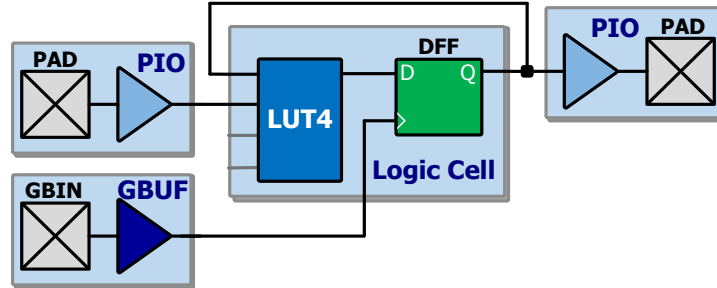 PAD
PIO
LUT4
DFF
D
Q
Logic Cell
PIO
PAD
GBIN
GBUF